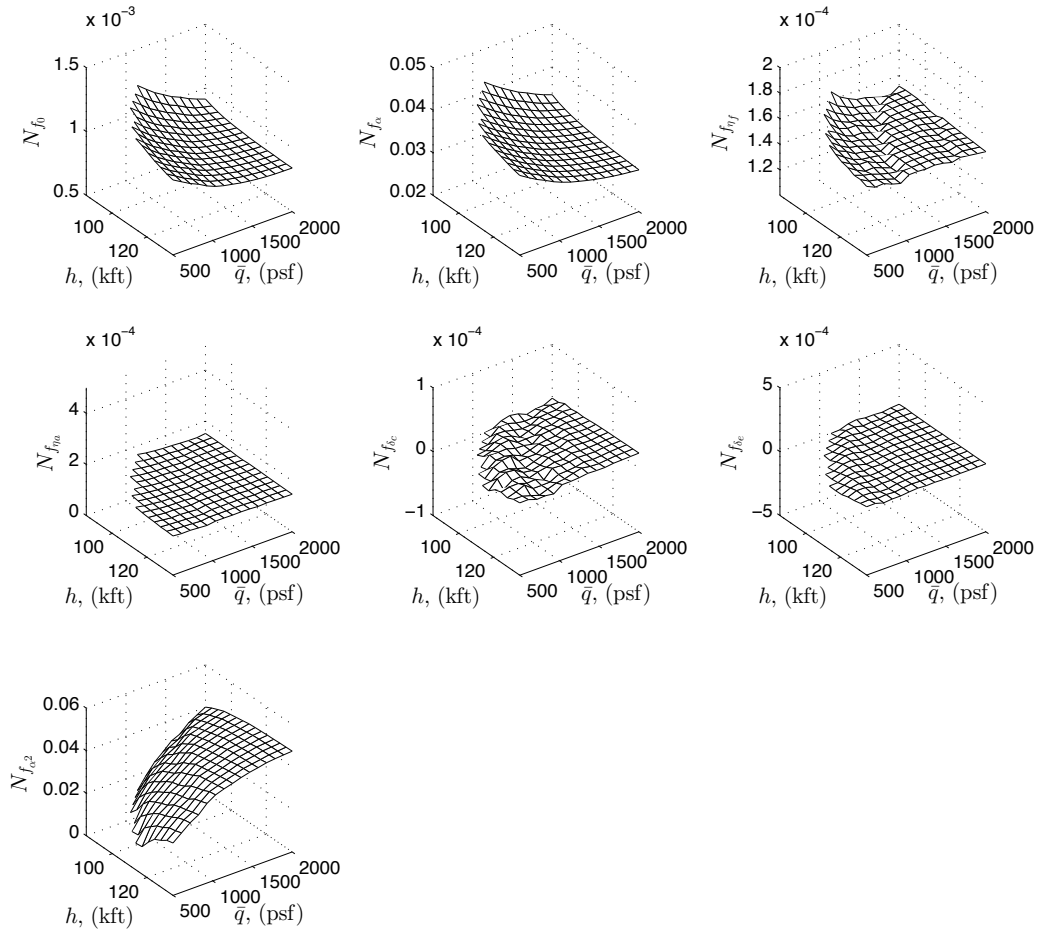 x 10⁻³
1.5
1
0.5
N_{f_0}
100
120
h, (kft)
500
1000
1500
2000
q̄, (psf)
0.05
0.04
0.03
0.02
N_{f_α}
100
120
h, (kft)
500
1000
1500
2000
q̄, (psf)
x 10⁻⁴
2
1.8
1.6
1.4
1.2
N_{f_{ηf}}
100
120
h, (kft)
500
1000
1500
2000
q̄, (psf)
x 10⁻⁴
4
2
0
N_{f_{ηa}}
100
120
h, (kft)
500
1000
1500
2000
q̄, (psf)
x 10⁻⁴
1
0
−1
N_{f_{δc}}
100
120
h, (kft)
500
1000
1500
2000
q̄, (psf)
x 10⁻⁴
5
0
−5
N_{f_{δe}}
100
120
h, (kft)
500
1000
1500
2000
q̄, (psf)
0.06
0.04
0.02
0
N_{f_{α²}}
100
120
h, (kft)
500
1000
1500
2000
q̄, (psf)